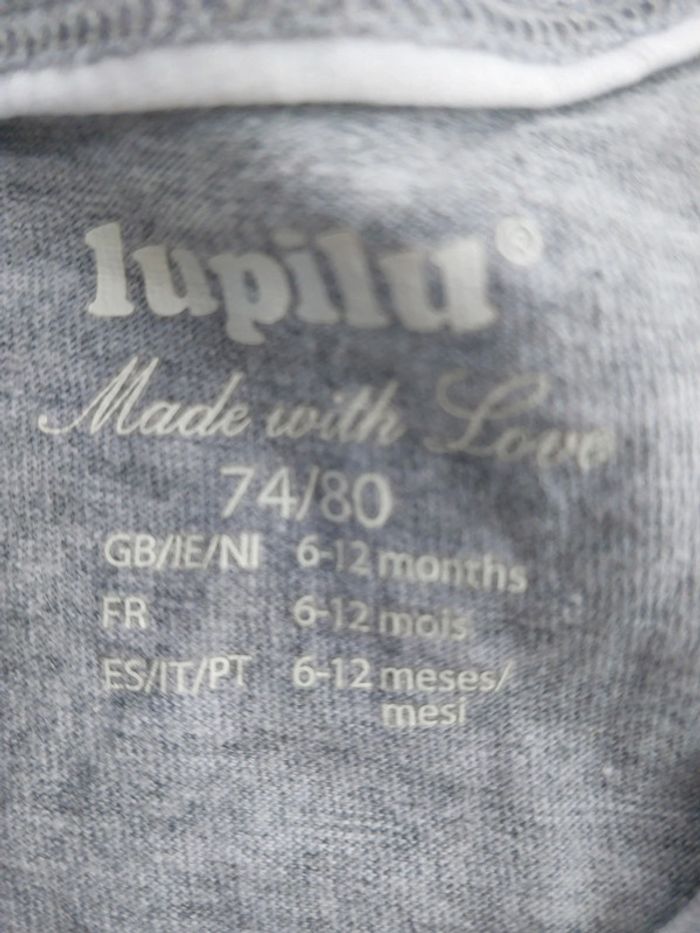 lupilu®
Made with Love
74/80
GB/IE/NI 6-12 months
FR 6-12 mois
ES/IT/PT 6-12 meses/
mesi